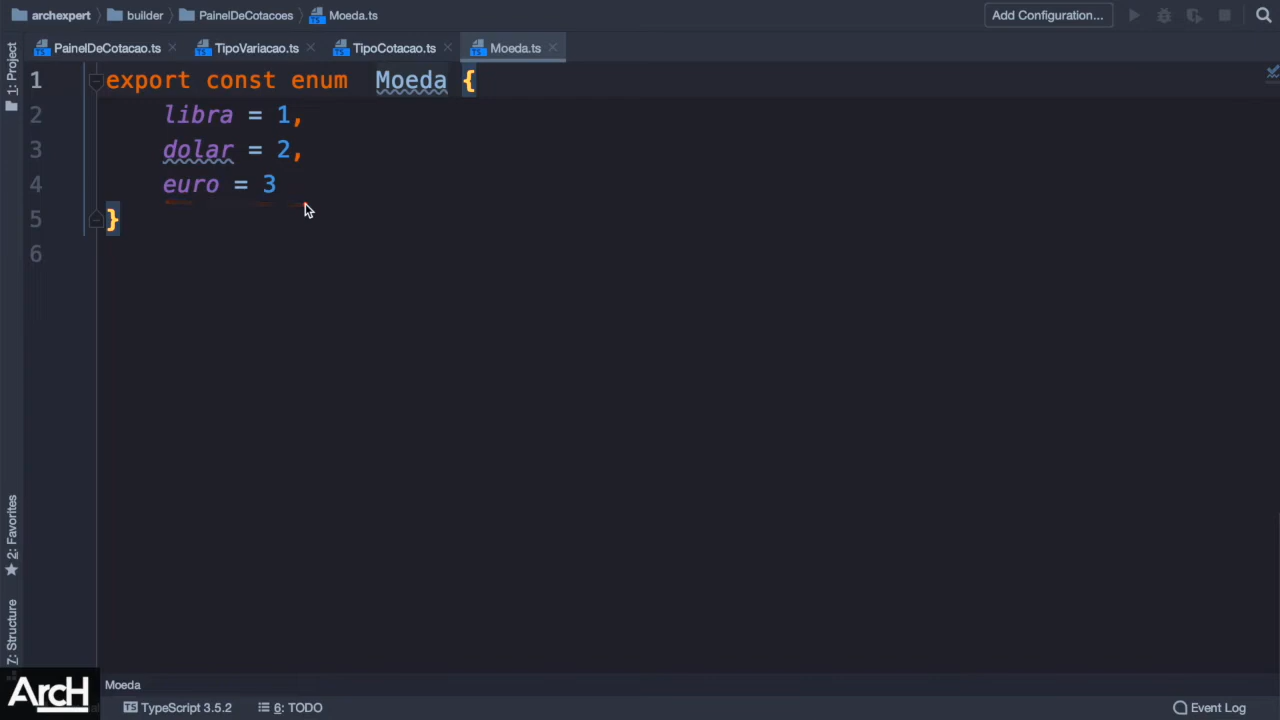 archexpert builder PainelDeCotacoes Moeda.ts Add Configuration...
PainelDeCotacao.ts TipoVariacao.ts TipoCotacao.ts Moeda.ts
1: Project
1 export const enum  Moeda {
2 libra = 1,
3 dolar = 2,
4 euro = 3
5 }
6
2: Favorites
7: Structure
Moeda
ArcH
TypeScript 3.5.2 6: TODO Event Log